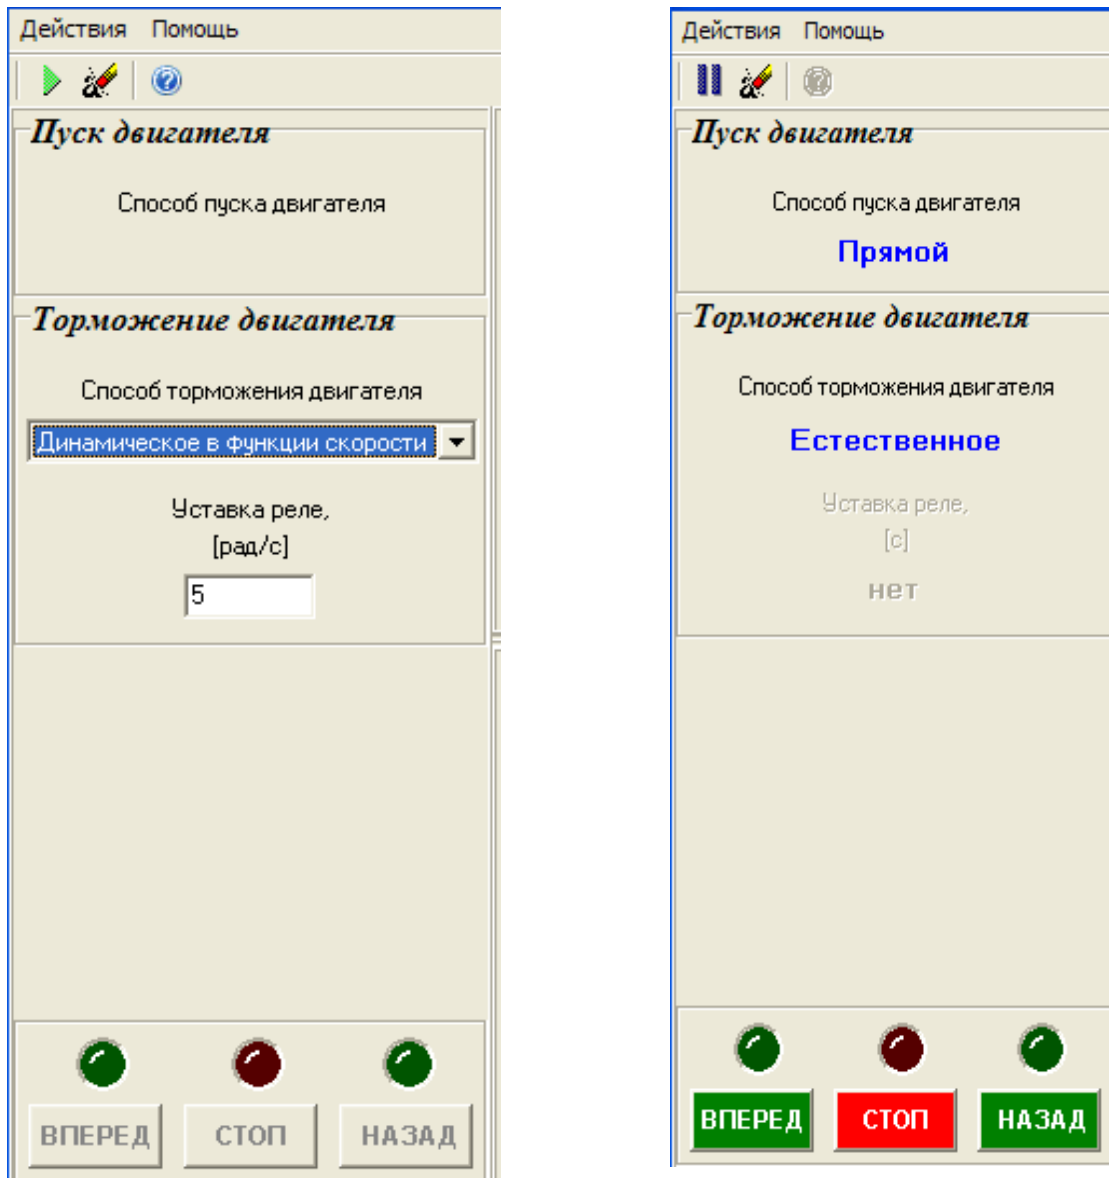 Действия Помощь
Пуск двигателя
Способ пуска двигателя
Торможение двигателя
Способ торможения двигателя
Динамическое в функции скорости
Уставка реле,
[рад/с]
5
ВПЕРЕД СТОП НАЗАД
Действия Помощь
Пуск двигателя
Способ пуска двигателя
Прямой
Торможение двигателя
Способ торможения двигателя
Естественное
Уставка реле,
[с]
нет
ВПЕРЕД СТОП НАЗАД